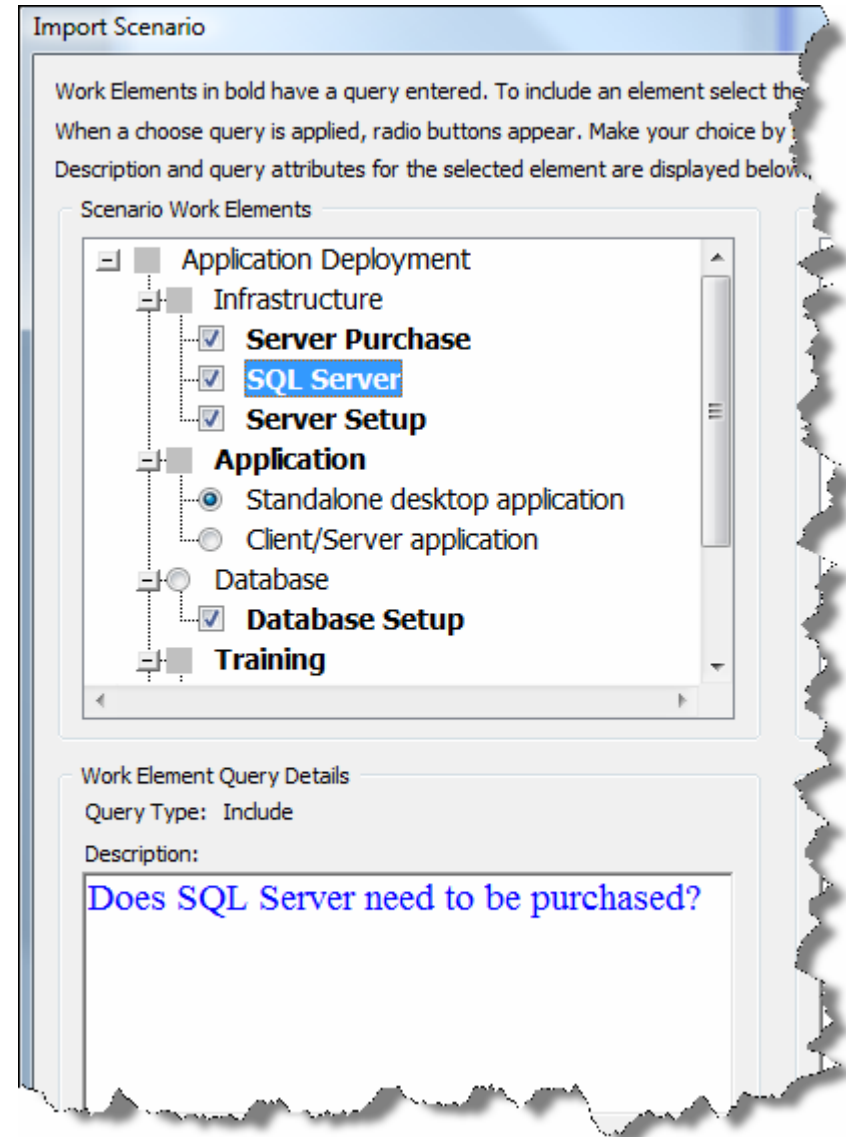 Import Scenario
Work Elements in bold have a query entered. To include an element select the
When a choose query is applied, radio buttons appear. Make your choice by
Description and query attributes for the selected element are displayed below.
Scenario Work Elements
Application Deployment
Infrastructure
Server Purchase
SQL Server
Server Setup
Application
Standalone desktop application
Client/Server application
Database
Database Setup
Training
Work Element Query Details
Query Type: Include
Description:
Does SQL Server need to be purchased?